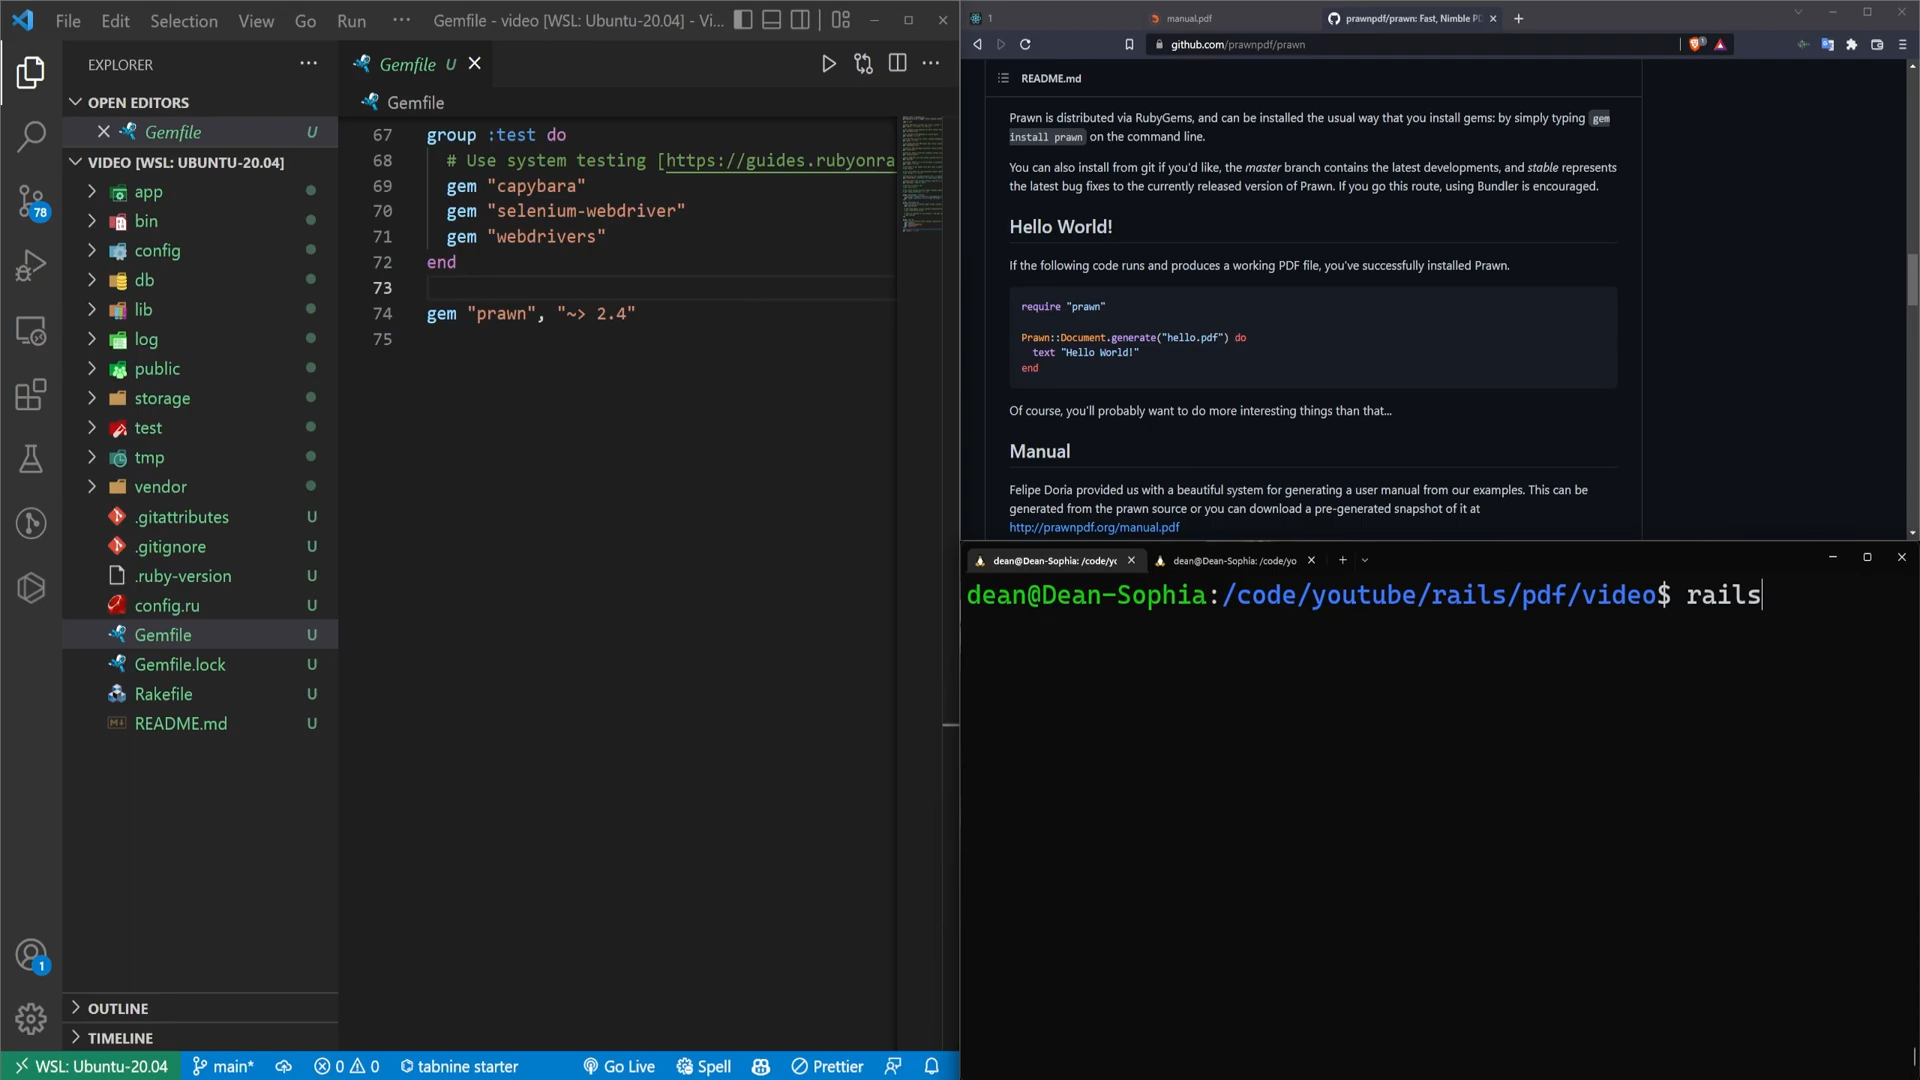 File Edit Selection View Go Run ··· Gemfile - video [WSL: Ubuntu-20.04] - Vi...
EXPLORER
OPEN EDITORS
Gemfile U
VIDEO [WSL: UBUNTU-20.04]
app
bin
config
db
lib
log
public
storage
test
tmp
vendor
.gitattributes U
.gitignore U
.ruby-version U
config.ru U
Gemfile U
Gemfile.lock U
Rakefile U
README.md U
OUTLINE
TIMELINE
78
1
Gemfile U
Gemfile
67 group :test do
68 # Use system testing [https://guides.rubyonra
69 gem "capybara"
70 gem "selenium-webdriver"
71 gem "webdrivers"
72 end
73
74 gem "prawn", "~> 2.4"
75
WSL: Ubuntu-20.04 main* 0 0 tabnine starter Go Live Spell Prettier
1 manual.pdf prawnpdf/prawn: Fast, Nimble P
github.com/prawnpdf/prawn
README.md
Prawn is distributed via RubyGems, and can be installed the usual way that you install gems: by simply typing gem
install prawn on the command line.
You can also install from git if you'd like, the master branch contains the latest developments, and stable represents
the latest bug fixes to the currently released version of Prawn. If you go this route, using Bundler is encouraged.
Hello World!
If the following code runs and produces a working PDF file, you've successfully installed Prawn.
require "prawn"
Prawn::Document.generate("hello.pdf") do
text "Hello World!"
end
Of course, you'll probably want to do more interesting things than that...
Manual
Felipe Doria provided us with a beautiful system for generating a user manual from our examples. This can be
generated from the prawn source or you can download a pre-generated snapshot of it at
http://prawnpdf.org/manual.pdf
dean@Dean-Sophia: /code/yo dean@Dean-Sophia: /code/yo
dean@Dean-Sophia:/code/youtube/rails/pdf/video$ rails